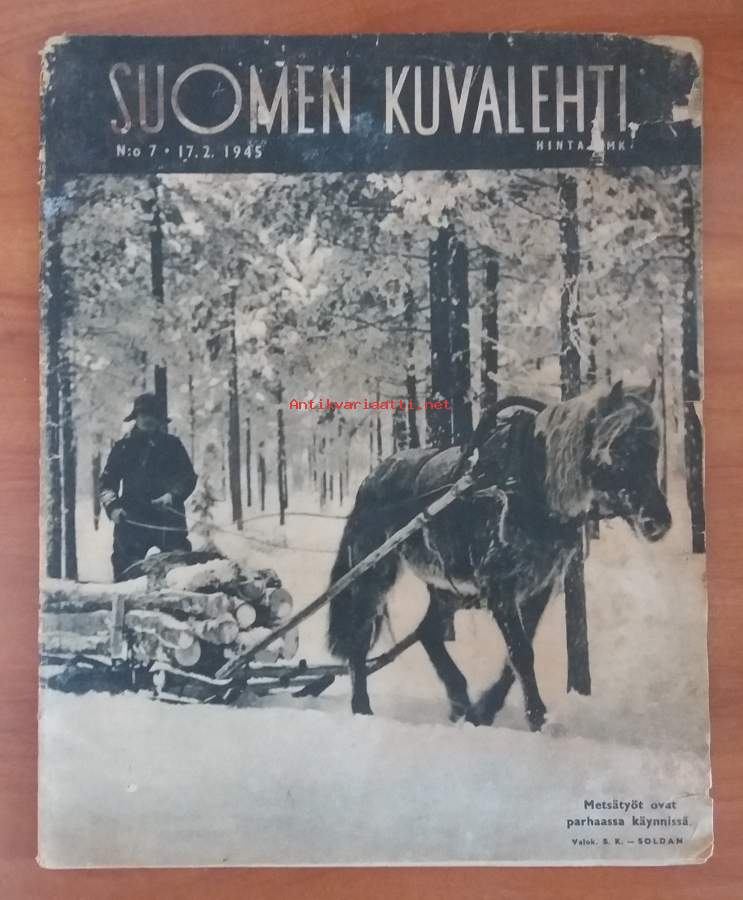 SUOMEN KUVALEHTI
N:o 7 • 17.2. 1945
HINTA MK
Antikvariaatti.net
Metsätyöt ovat
parhaassa käynnissä.
Valok. S. K. — SOLDAN